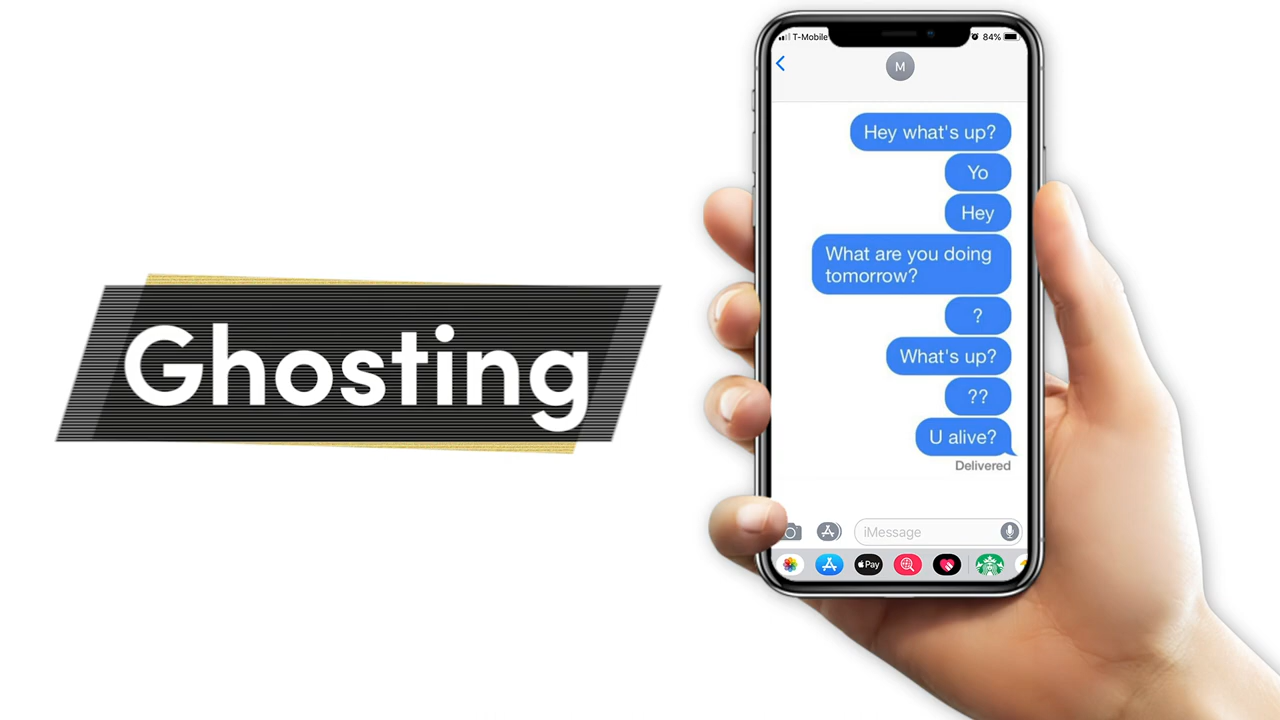 Ghosting
T-Mobile
84%
M
Hey what's up?
Yo
Hey
What are you doing
tomorrow?
?
What's up?
??
U alive?
Delivered
iMessage
Pay